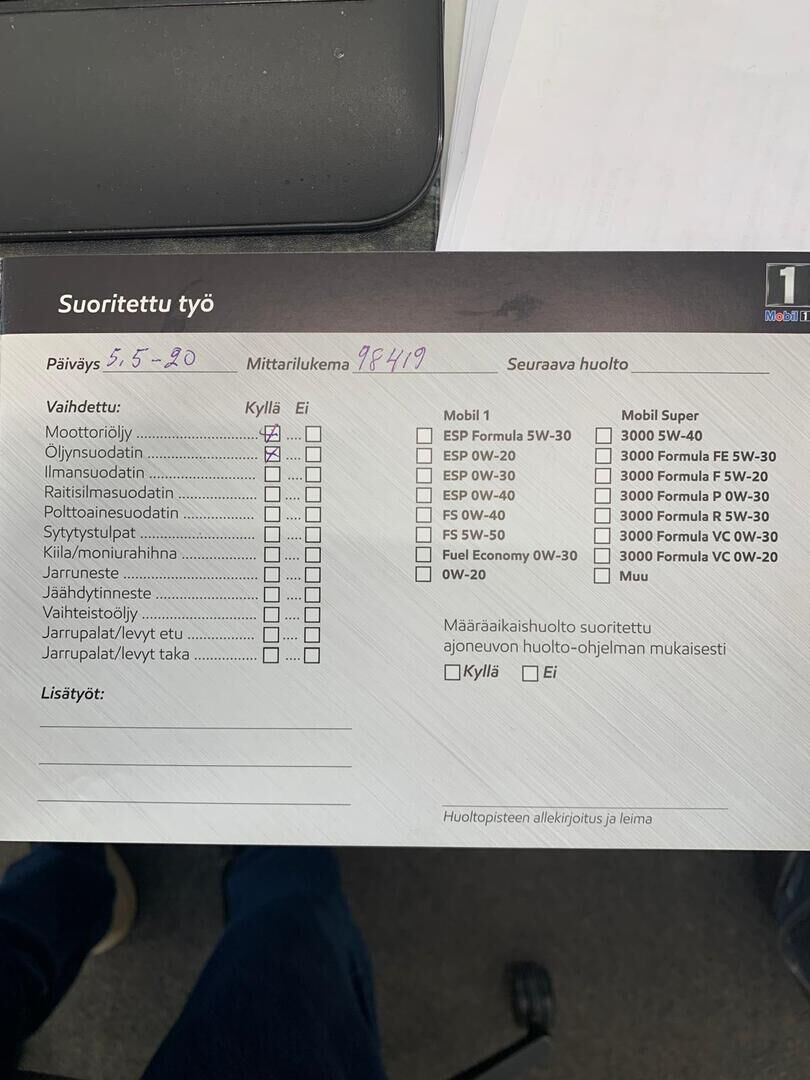 Suoritettu työ
1
Mobil 1
Päiväys 5,5-20 Mittarilukema 98419 Seuraava huolto
Vaihdettu: Kyllä Ei
Moottoriöljy
Öljynsuodatin
Ilmansuodatin
Raitisilmasuodatin
Polttoainesuodatin
Sytytystulpat
Kiila/moniurahihna
Jarruneste
Jäähdytinneste
Vaihteistoöljy
Jarrupalat/levyt etu
Jarrupalat/levyt taka
Lisätyöt:
Mobil 1
ESP Formula 5W-30
ESP 0W-20
ESP 0W-30
ESP 0W-40
FS 0W-40
FS 5W-50
Fuel Economy 0W-30
0W-20
Mobil Super
3000 5W-40
3000 Formula FE 5W-30
3000 Formula F 5W-20
3000 Formula P 0W-30
3000 Formula R 5W-30
3000 Formula VC 0W-30
3000 Formula VC 0W-20
Muu
Määräaikaishuolto suoritettu
ajoneuvon huolto-ohjelman mukaisesti
Kyllä Ei
Huoltopisteen allekirjoitus ja leima